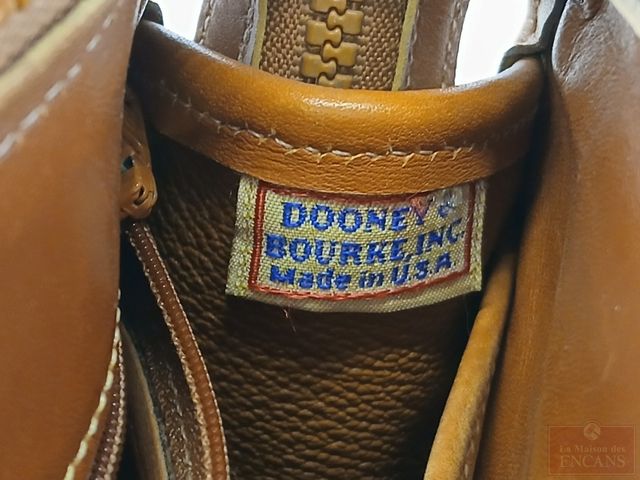 DOONEY &
BOURKE, INC.
Made in U.S.A
La Maison des
ENCANS